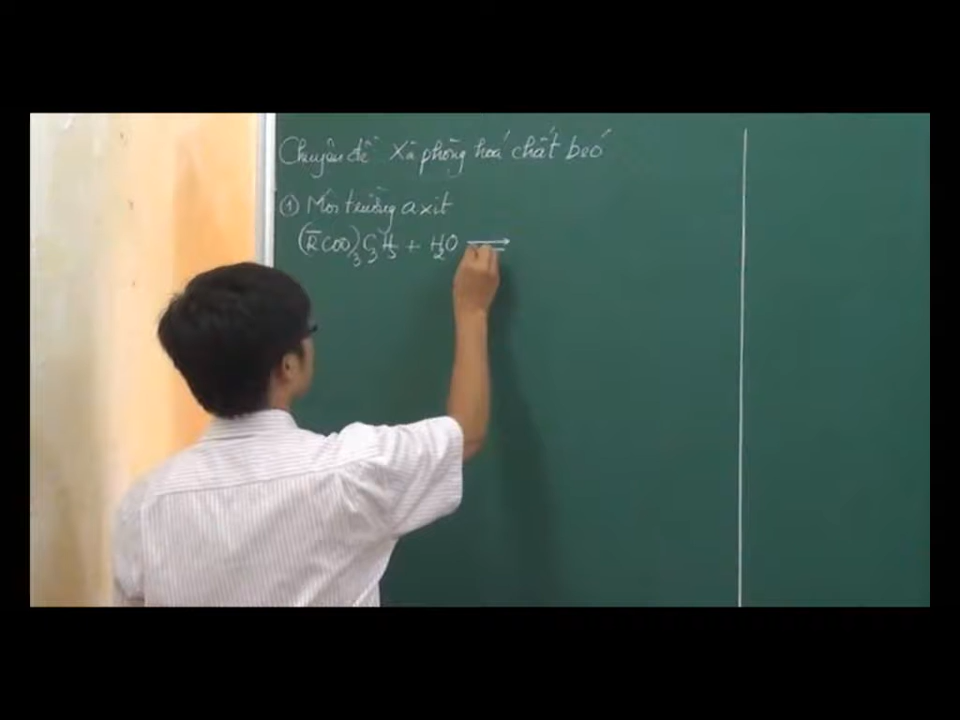 Chuyên đề Xà phòng hoá chất béo
① Môi trường axit
(R̄COO)₃C₃H₅ + H₂O ⇌